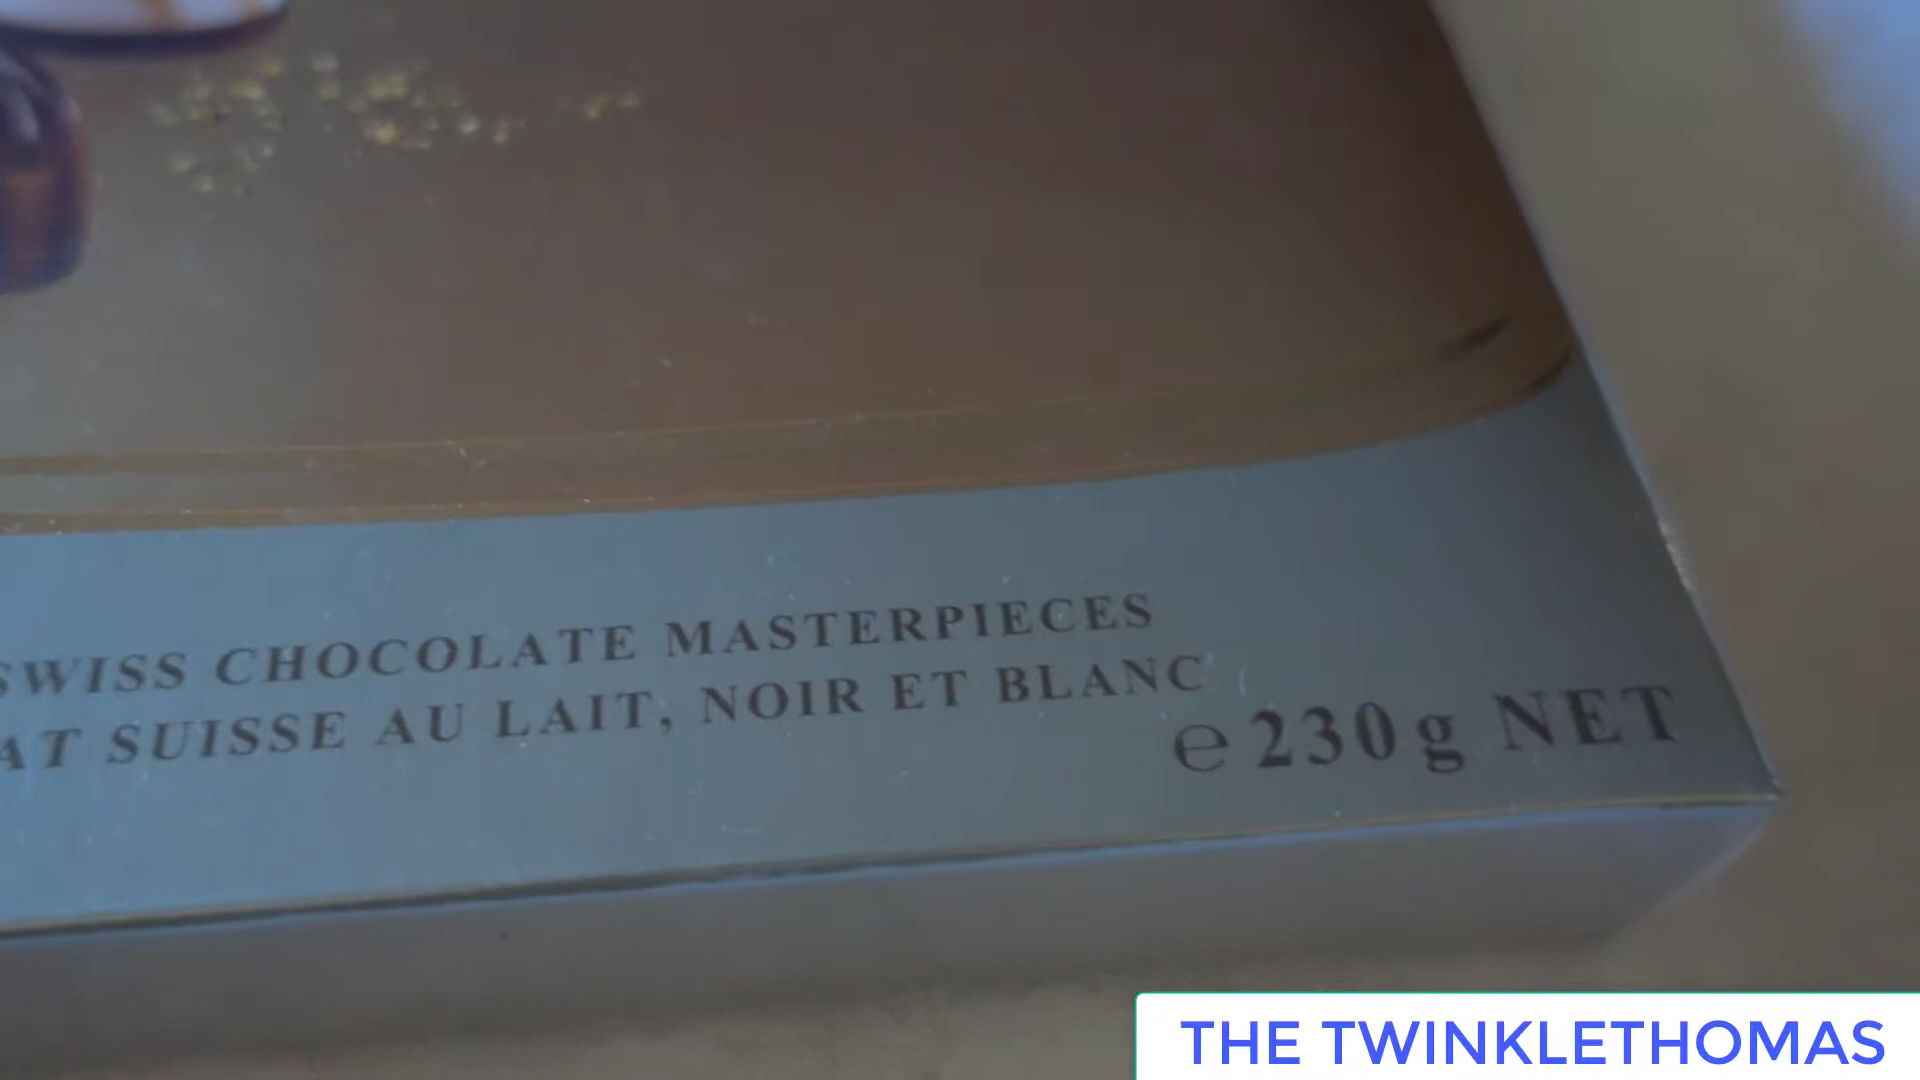 SWISS CHOCOLATE MASTERPIECES
AT SUISSE AU LAIT, NOIR ET BLANC
℮ 230 g NET
THE TWINKLETHOMAS